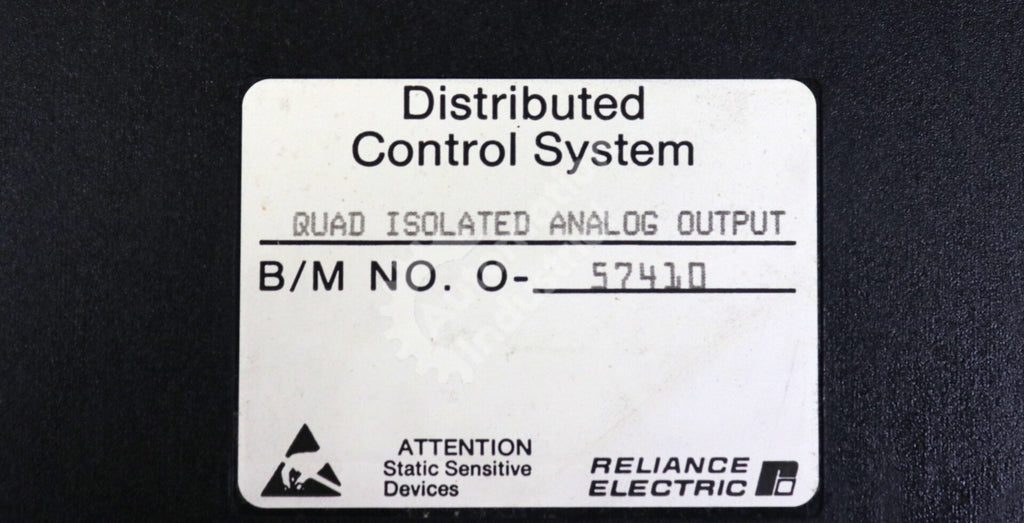 Distributed
Control System
QUAD ISOLATED ANALOG OUTPUT
B/M NO. O- 57410
ATTENTION
Static Sensitive
Devices
RELIANCE
ELECTRIC